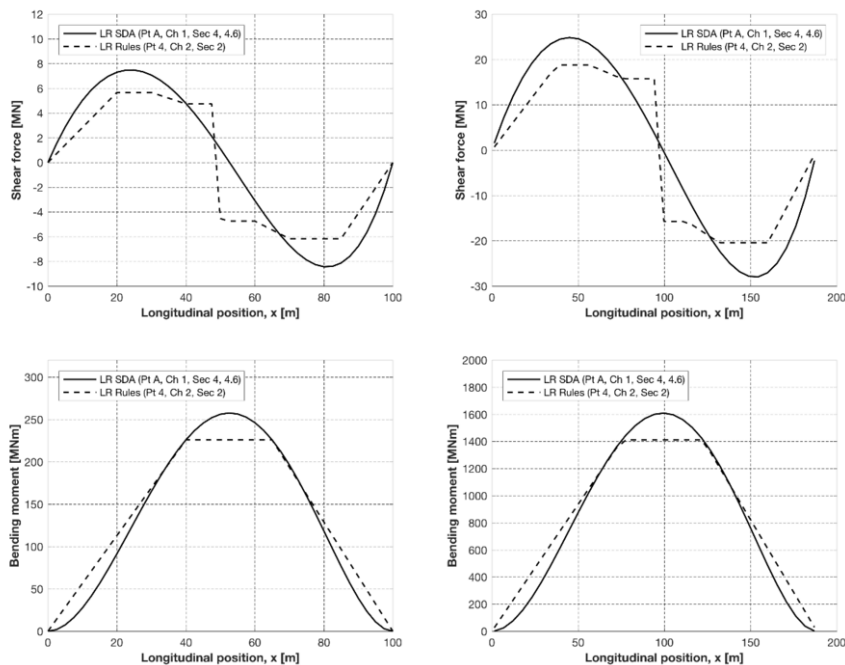 12
10
8
6
4
2
0
-2
-4
-6
-8
-10
Shear force [MN]
LR SDA (Pt A, Ch 1, Sec 4, 4.6)
LR Rules (Pt 4, Ch 2, Sec 2)
0 20 40 60 80 100
Longitudinal position, x [m]
30
20
10
0
-10
-20
-30
Shear force [MN]
LR SDA (Pt A, Ch 1, Sec 4, 4.6)
LR Rules (Pt 4, Ch 2, Sec 2)
0 50 100 150 200
Longitudinal position, x [m]
300
250
200
150
100
50
0
Bending moment [MNm]
LR SDA (Pt A, Ch 1, Sec 4, 4.6)
LR Rules (Pt 4, Ch 2, Sec 2)
0 20 40 60 80 100
Longitudinal position, x [m]
2000
1800
1600
1400
1200
1000
800
600
400
200
0
Bending moment [MNm]
LR SDA (Pt A, Ch 1, Sec 4, 4.6)
LR Rules (Pt 4, Ch 2, Sec 2)
0 50 100 150 200
Longitudinal position, x [m]